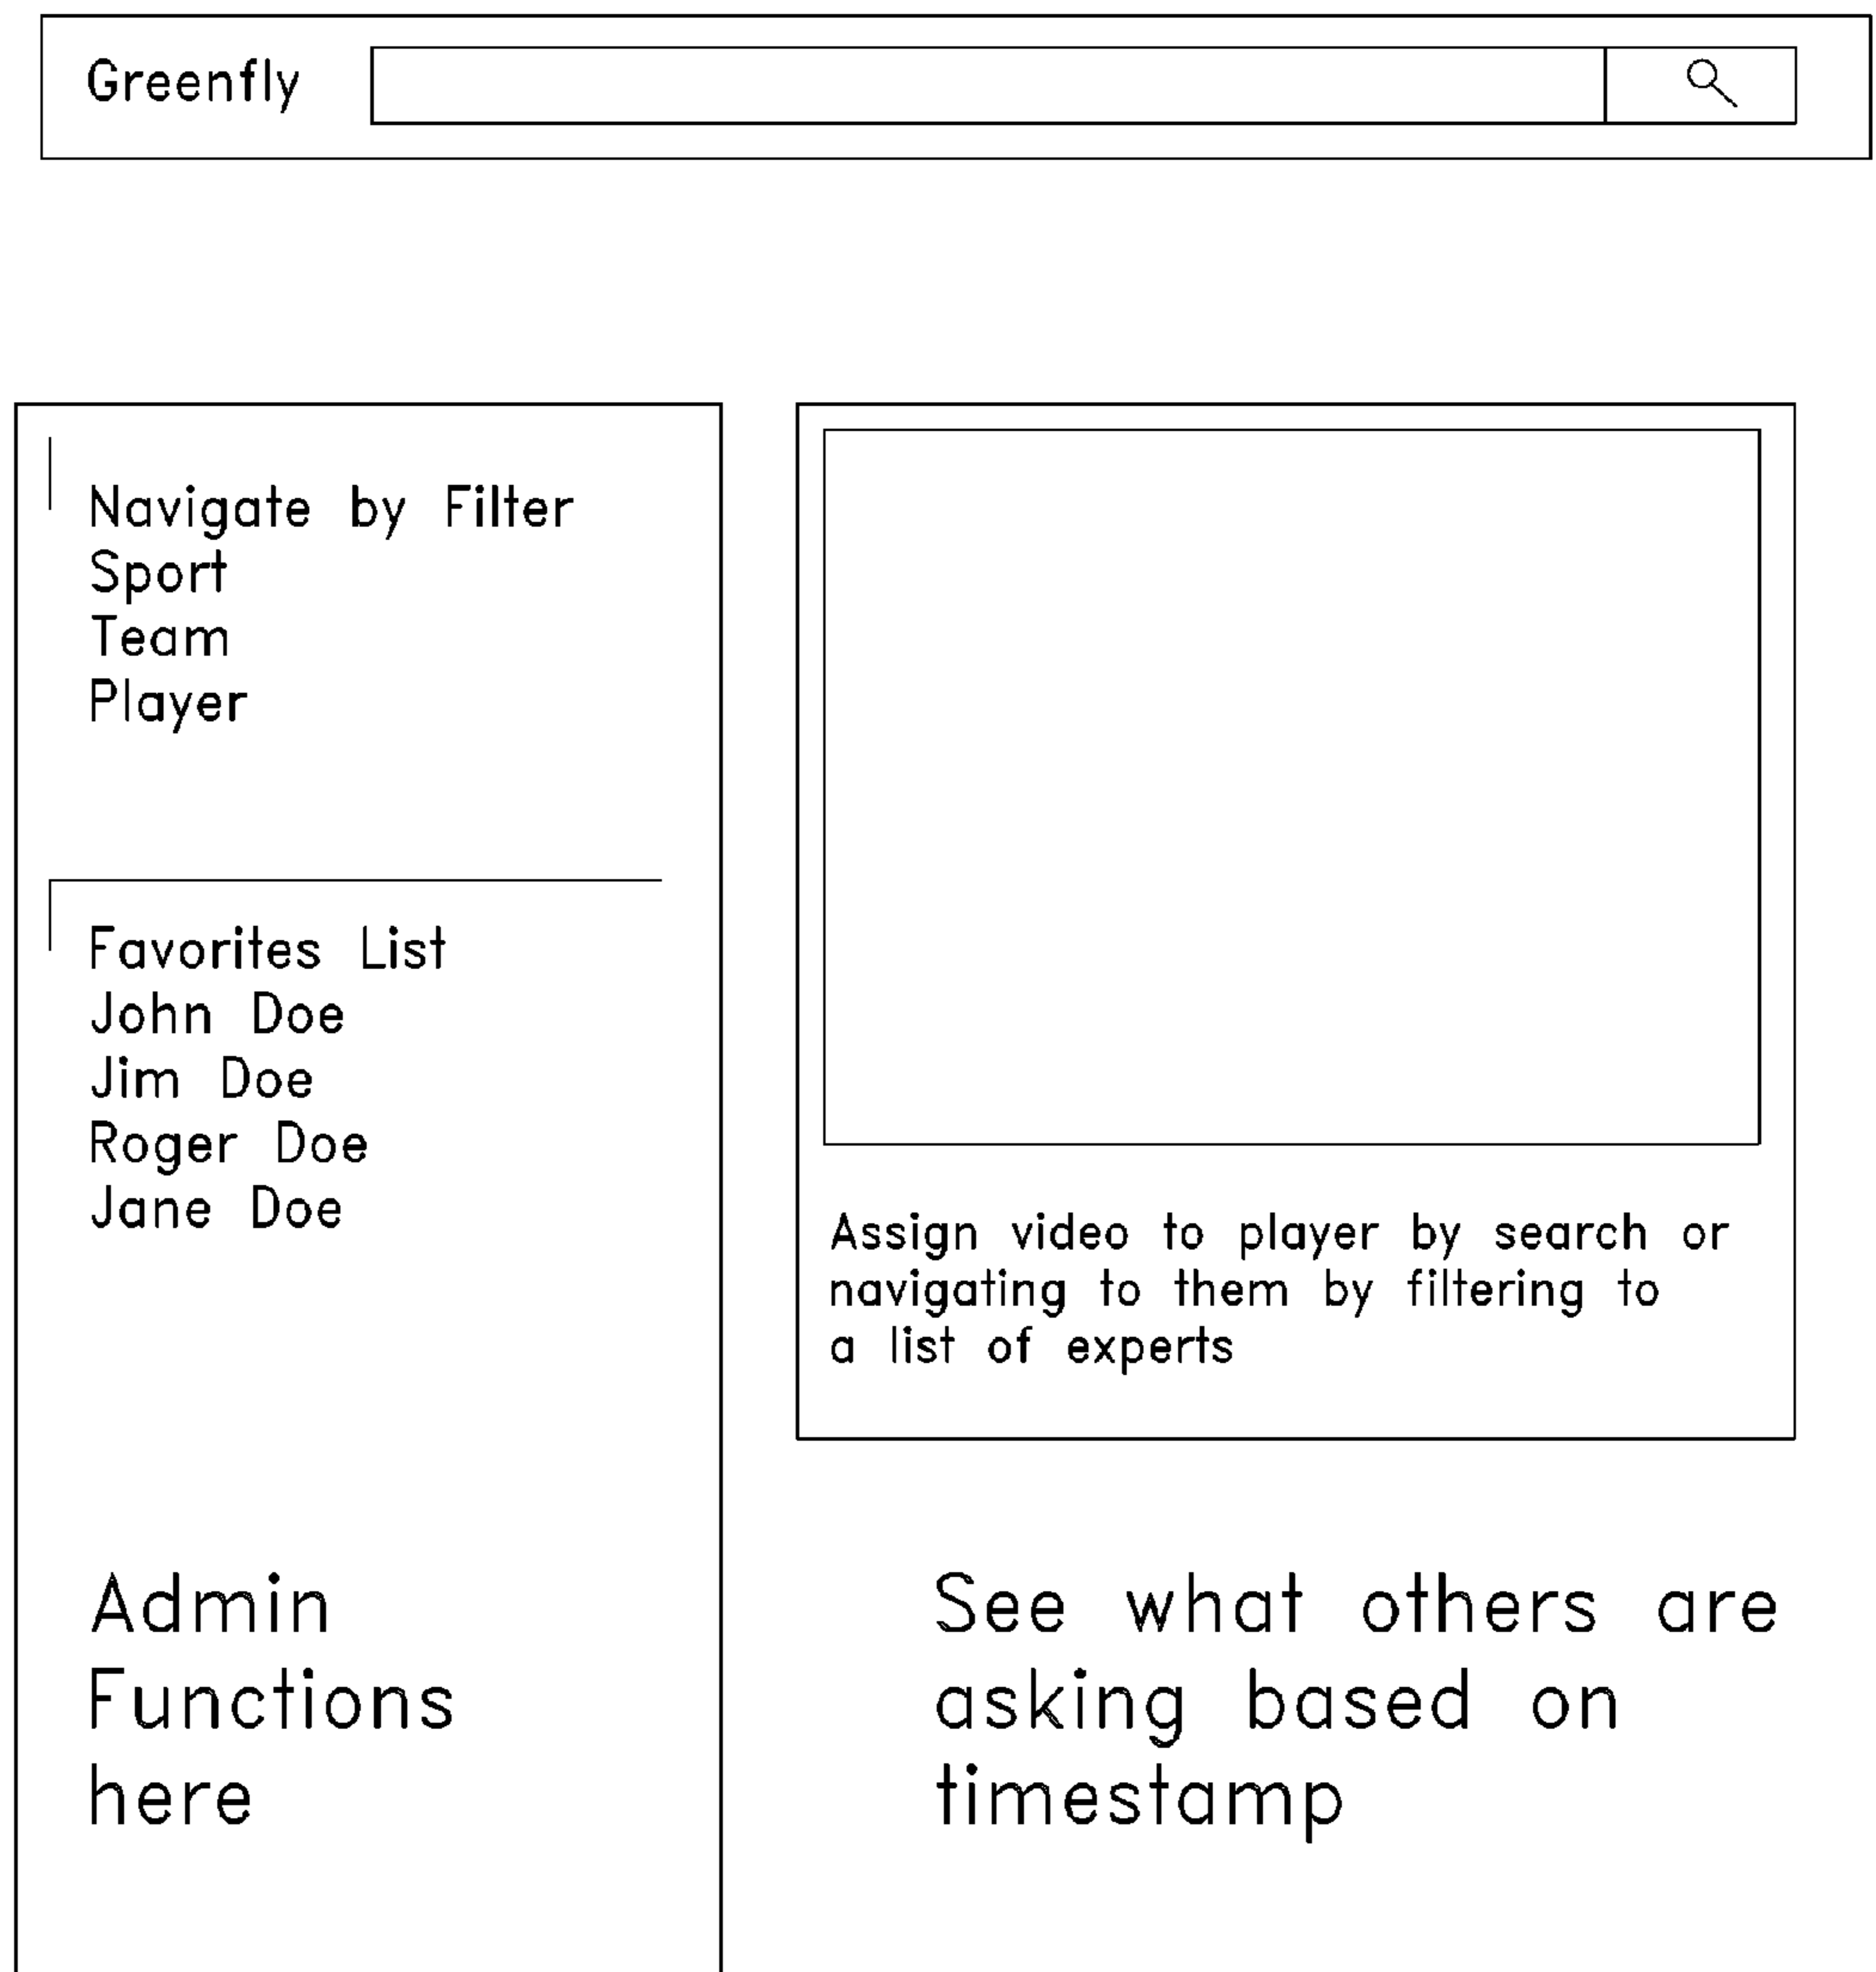 Greenfly
Navigate by Filter
Sport
Team
Player
Favorites List
John Doe
Jim Doe
Roger Doe
Jane Doe
Admin
Functions
here
Assign video to player by search or
navigating to them by filtering to
a list of experts
See what others are
asking based on
timestamp